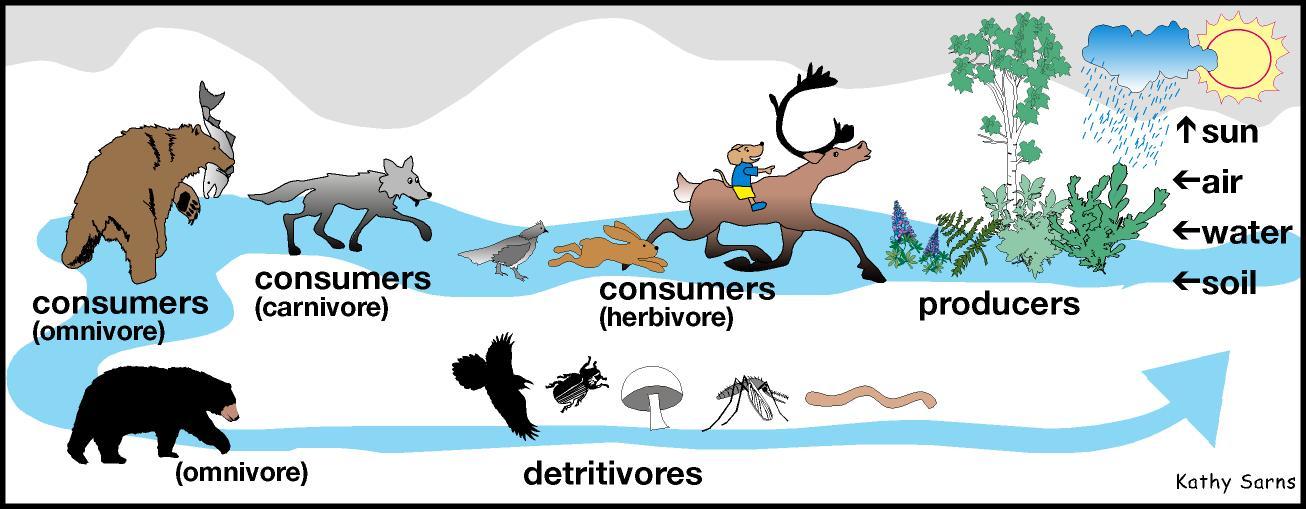 sun
air
water
soil
consumers
(omnivore)
consumers
(carnivore)
consumers
(herbivore)
producers
(omnivore)
detritivores
Kathy Sarns